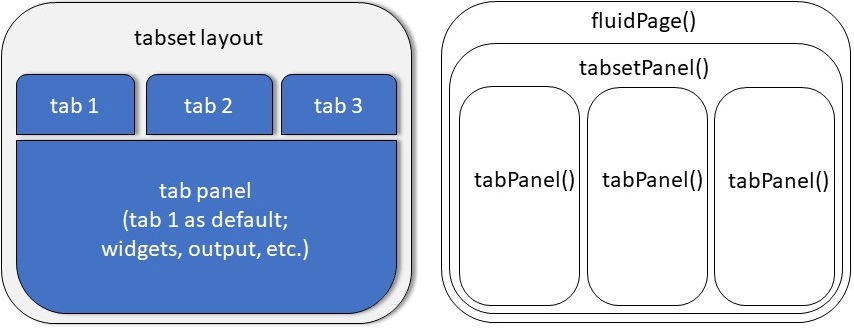 tabset layout
tab 1
tab 2
tab 3
tab panel
(tab 1 as default;
widgets, output, etc.)
fluidPage()
tabsetPanel()
tabPanel()
tabPanel()
tabPanel()